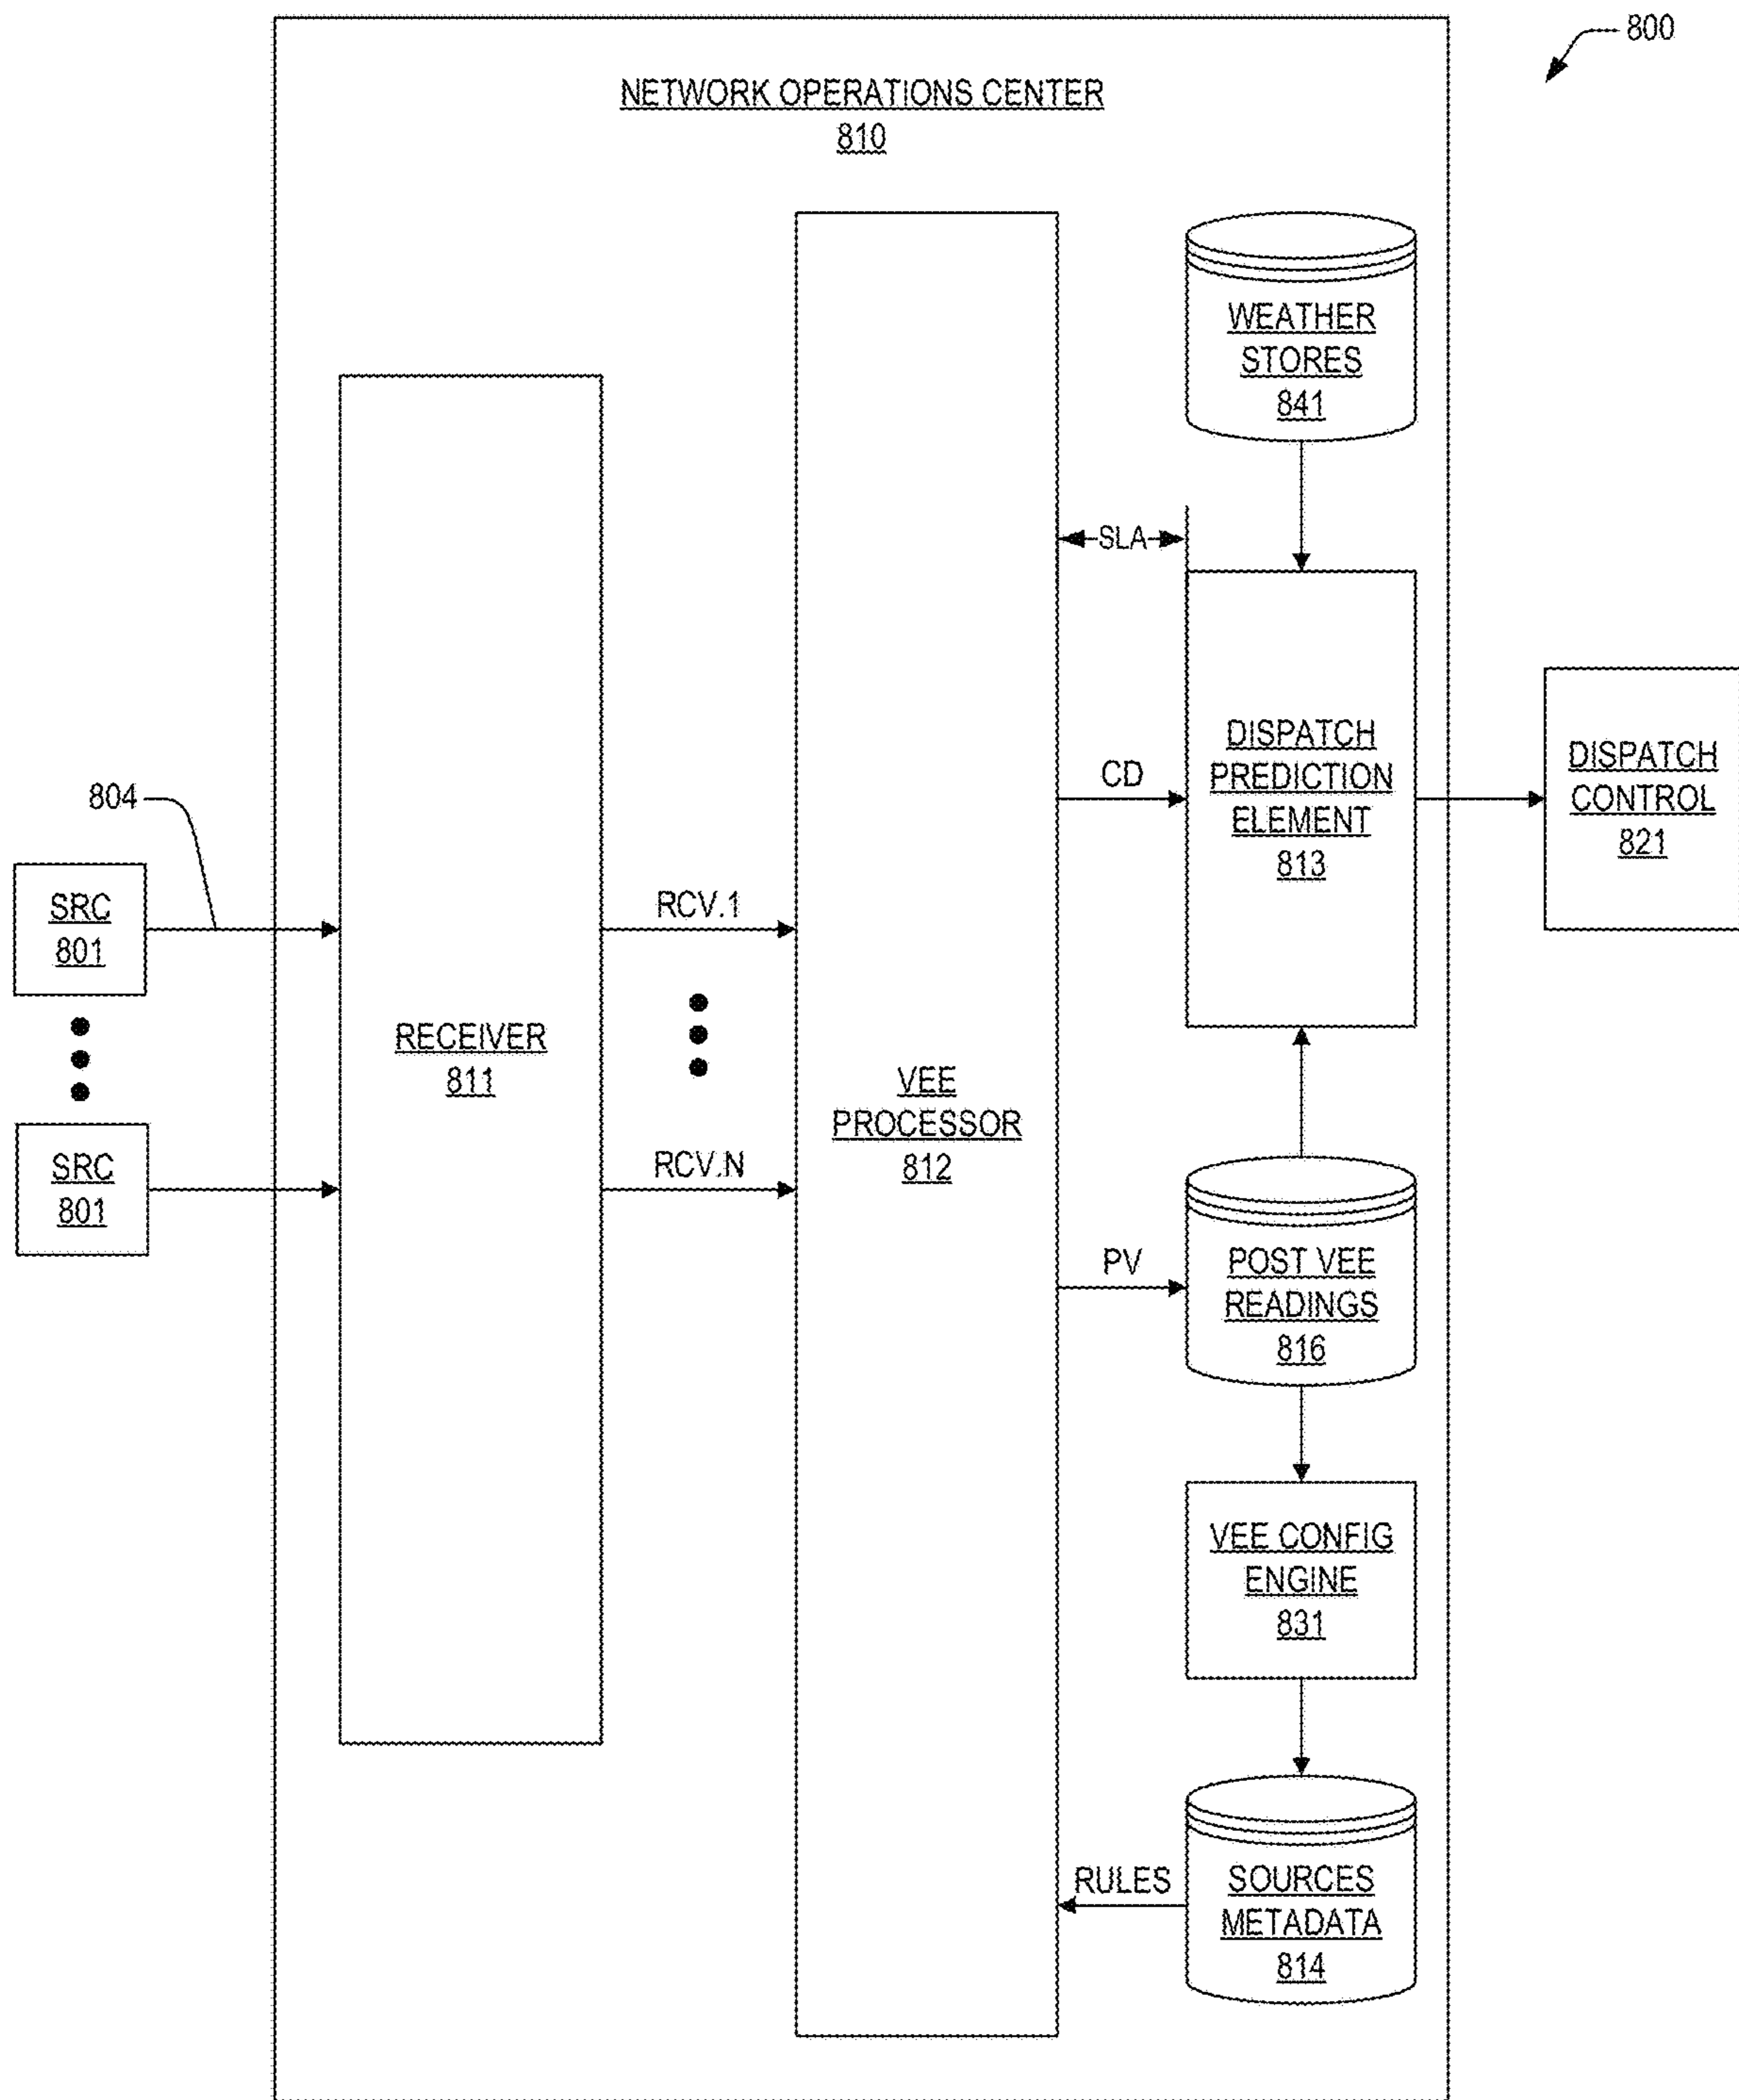 800
NETWORK OPERATIONS CENTER
810
WEATHER
STORES
841
SLA
DISPATCH
PREDICTION
ELEMENT
813
CD
DISPATCH
CONTROL
821
804
SRC
801
RCV.1
RECEIVER
811
VEE
PROCESSOR
812
SRC
801
RCV.N
PV
POST VEE
READINGS
816
VEE CONFIG
ENGINE
831
RULES
SOURCES
METADATA
814